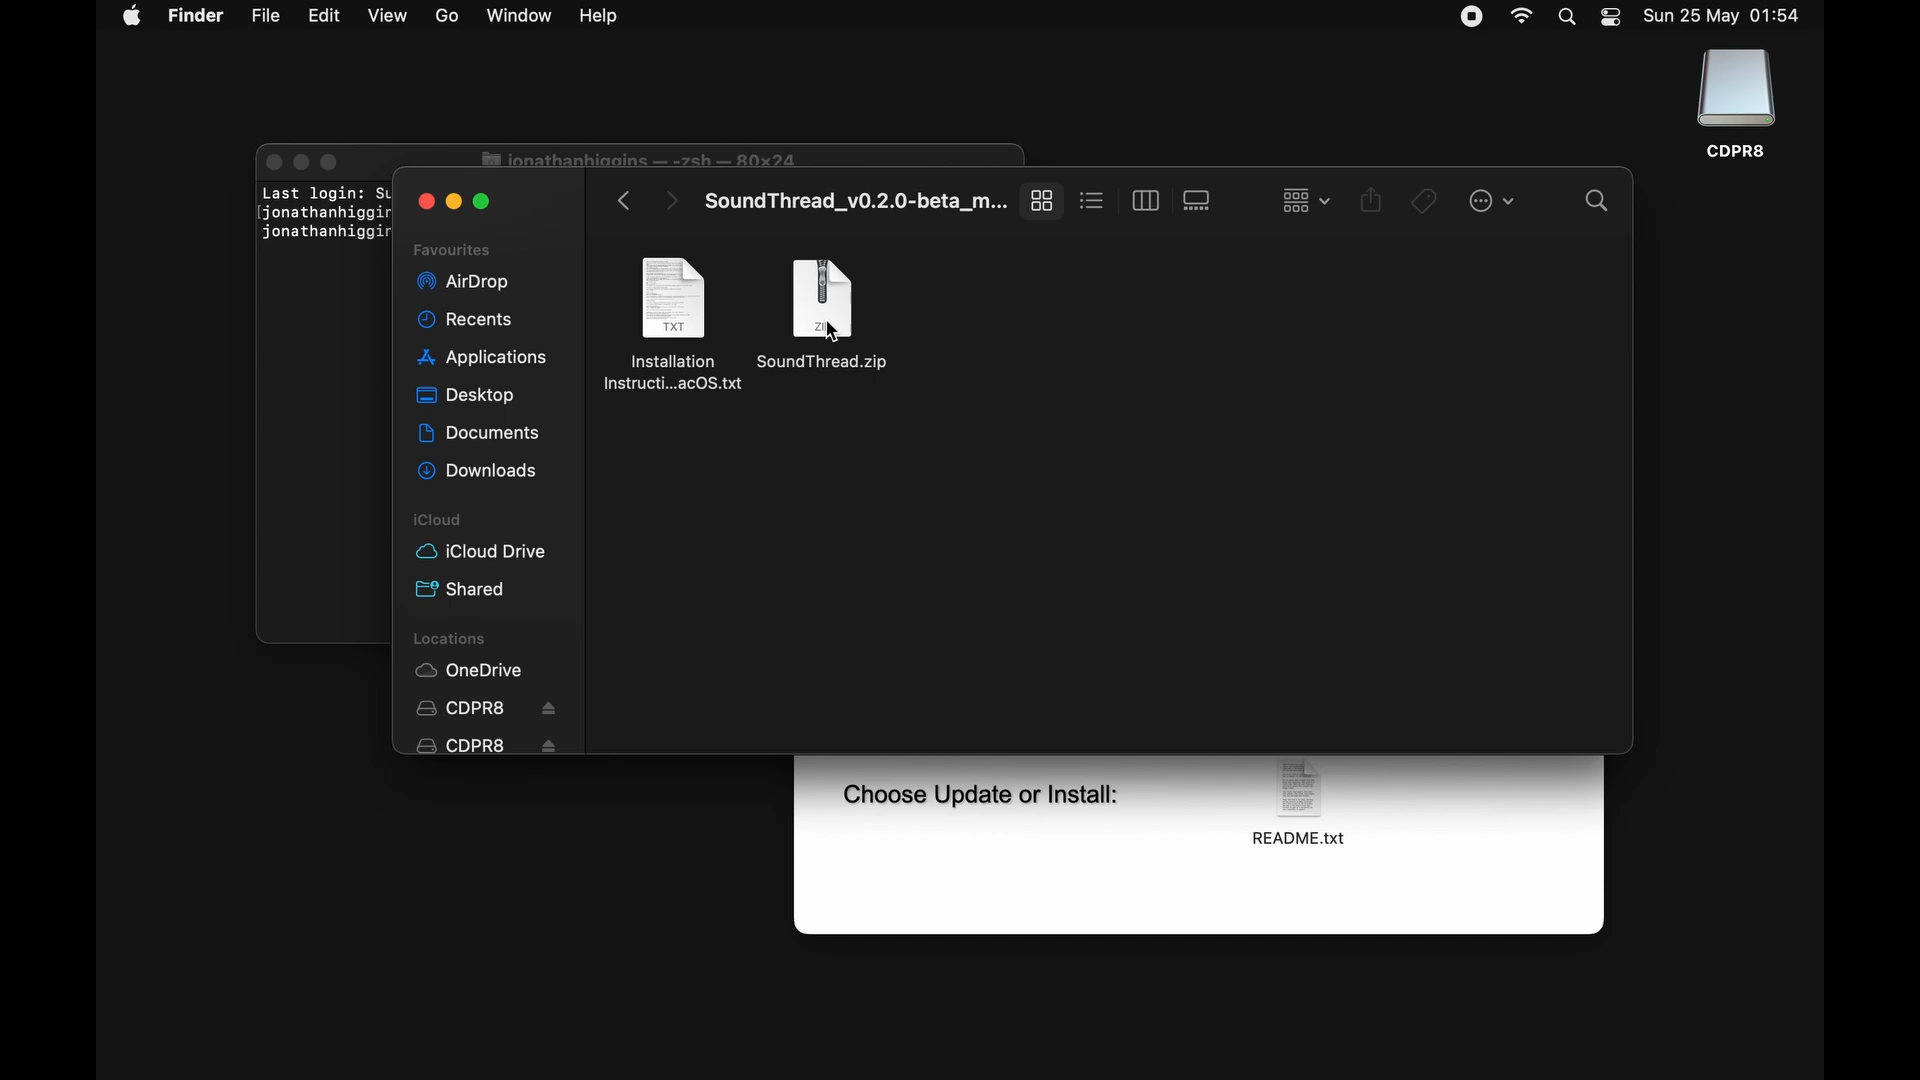 Finder File Edit View Go Window Help Sun 25 May 01:54
CDPR8
jonathanhiggins — -zsh — 80×24
Last login: Su
[jonathanhiggin
jonathanhiggin
SoundThread_v0.2.0-beta_m...
Favourites
AirDrop
Recents
Applications
Desktop
Documents
Downloads
iCloud
iCloud Drive
Shared
Locations
OneDrive
CDPR8
CDPR8
TXT
Installation
Instructi...acOS.txt
SoundThread.zip
Choose Update or Install:
README.txt